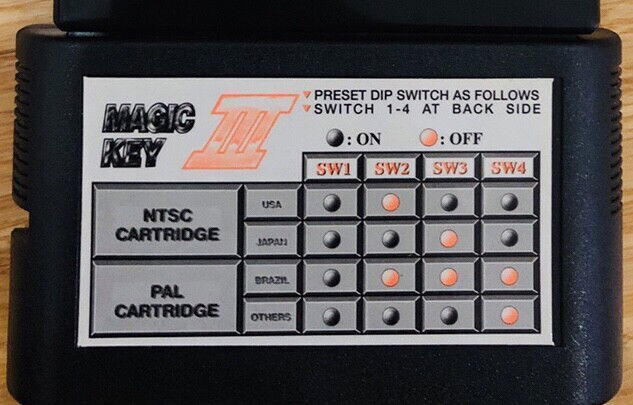 MAGIC KEY III
PRESET DIP SWITCH AS FOLLOWS
SWITCH 1-4 AT BACK SIDE
: ON : OFF
SW1 SW2 SW3 SW4
NTSC CARTRIDGE
USA
JAPAN
PAL CARTRIDGE
BRAZIL
OTHERS